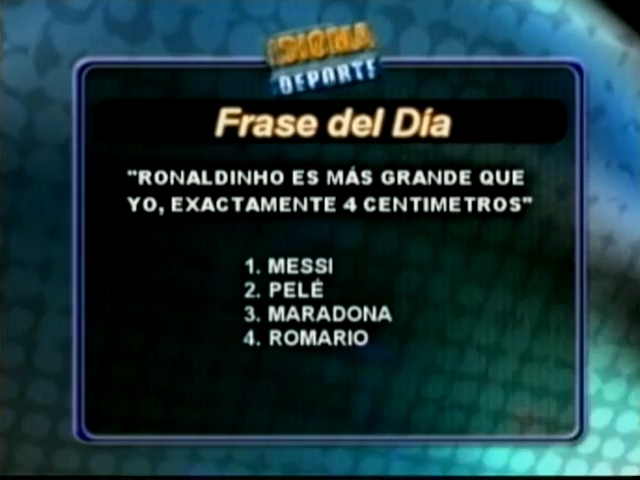 IDIOMA
DEPORTE
Frase del Día
"RONALDINHO ES MÁS GRANDE QUE
YO, EXACTAMENTE 4 CENTIMETROS"
1. MESSI
2. PELÉ
3. MARADONA
4. ROMARIO